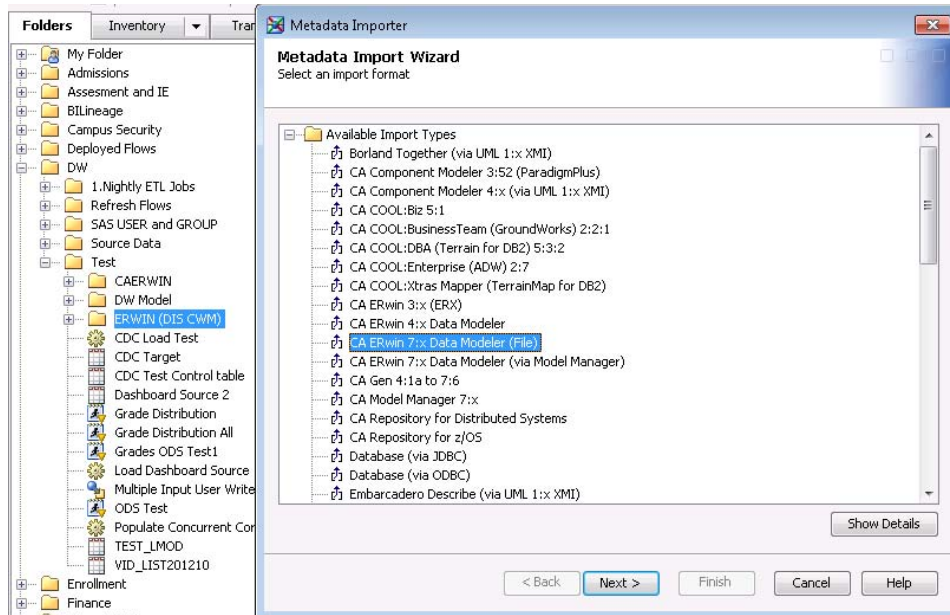 Folders
Inventory
My Folder
Admissions
Assesment and IE
BILineage
Campus Security
Deployed Flows
DW
1.Nightly ETL Jobs
Refresh Flows
SAS USER and GROUP
Source Data
Test
CAERWIN
DW Model
ERWIN (DIS CWM)
CDC Load Test
CDC Target
CDC Test Control table
Dashboard Source 2
Grade Distribution
Grade Distribution All
Grades ODS Test1
Load Dashboard Source
Multiple Input User Write
ODS Test
Populate Concurrent Cor
TEST_LMOD
VID_LIST201210
Enrollment
Finance
Metadata Importer
Metadata Import Wizard
Select an import format
Available Import Types
Borland Together (via UML 1:x XMI)
CA Component Modeler 3:52 (ParadigmPlus)
CA Component Modeler 4:x (via UML 1:x XMI)
CA COOL:Biz 5:1
CA COOL:BusinessTeam (GroundWorks) 2:2:1
CA COOL:DBA (Terrain for DB2) 5:3:2
CA COOL:Enterprise (ADW) 2:7
CA COOL:Xtras Mapper (TerrainMap for DB2)
CA ERwin 3:x (ERX)
CA ERwin 4:x Data Modeler
CA ERwin 7:x Data Modeler (File)
CA ERwin 7:x Data Modeler (via Model Manager)
CA Gen 4:1a to 7:6
CA Model Manager 7:x
CA Repository for Distributed Systems
CA Repository for z/OS
Database (via JDBC)
Database (via ODBC)
Embarcadero Describe (via UML 1:x XMI)
Show Details
< Back
Next >
Finish
Cancel
Help